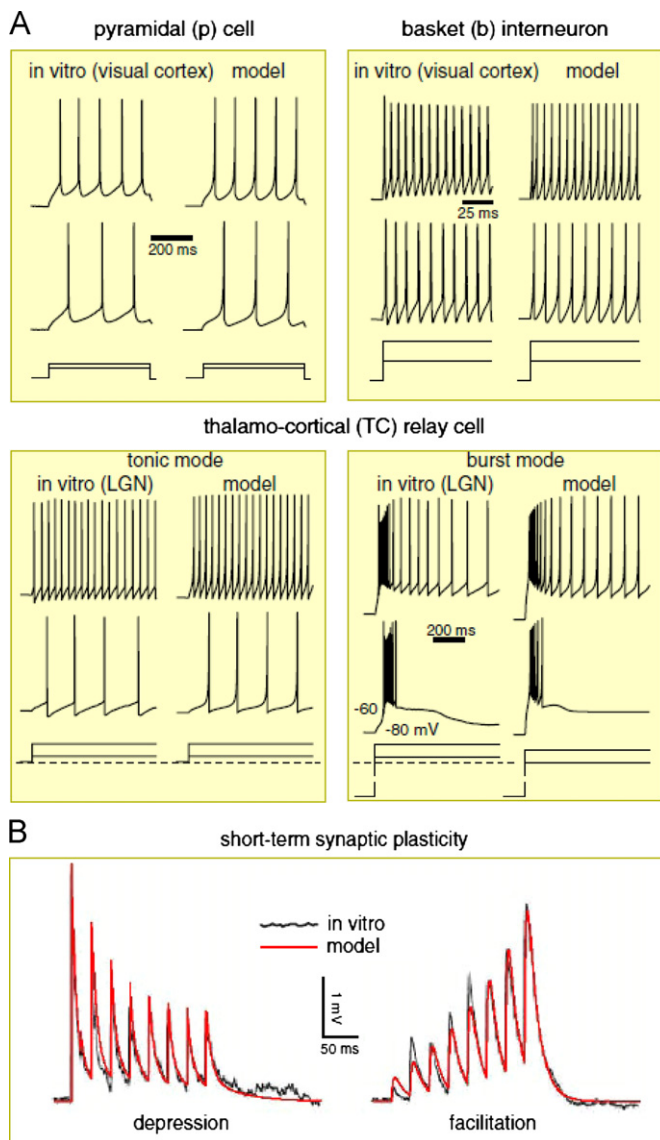 A
pyramidal (p) cell
basket (b) interneuron
in vitro (visual cortex) model
in vitro (visual cortex) model
200 ms
25 ms
thalamo-cortical (TC) relay cell
tonic mode
in vitro (LGN) model
burst mode
in vitro (LGN) model
200 ms
-60
-80 mV
B
short-term synaptic plasticity
in vitro
model
1 mV
50 ms
depression
facilitation